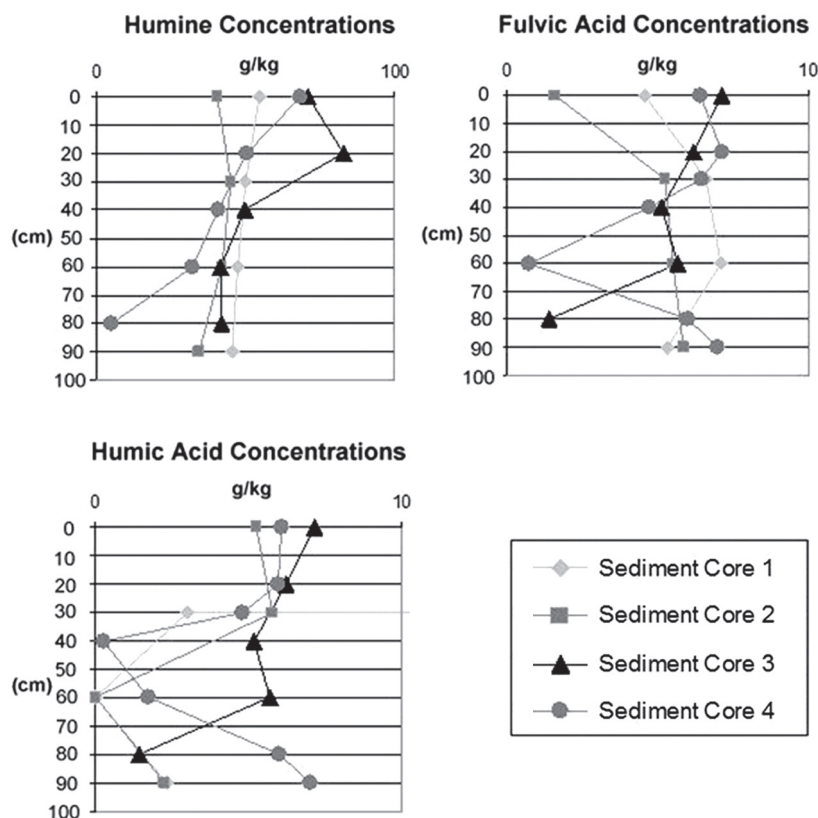 Humine Concentrations
g/kg
0 100
0
10
20
30
40
(cm) 50
60
70
80
90
100
Fulvic Acid Concentrations
g/kg
0 10
0
10
20
30
40
(cm) 50
60
70
80
90
100
Humic Acid Concentrations
g/kg
0 10
0
10
20
30
40
50
(cm) 60
70
80
90
100
Sediment Core 1
Sediment Core 2
Sediment Core 3
Sediment Core 4